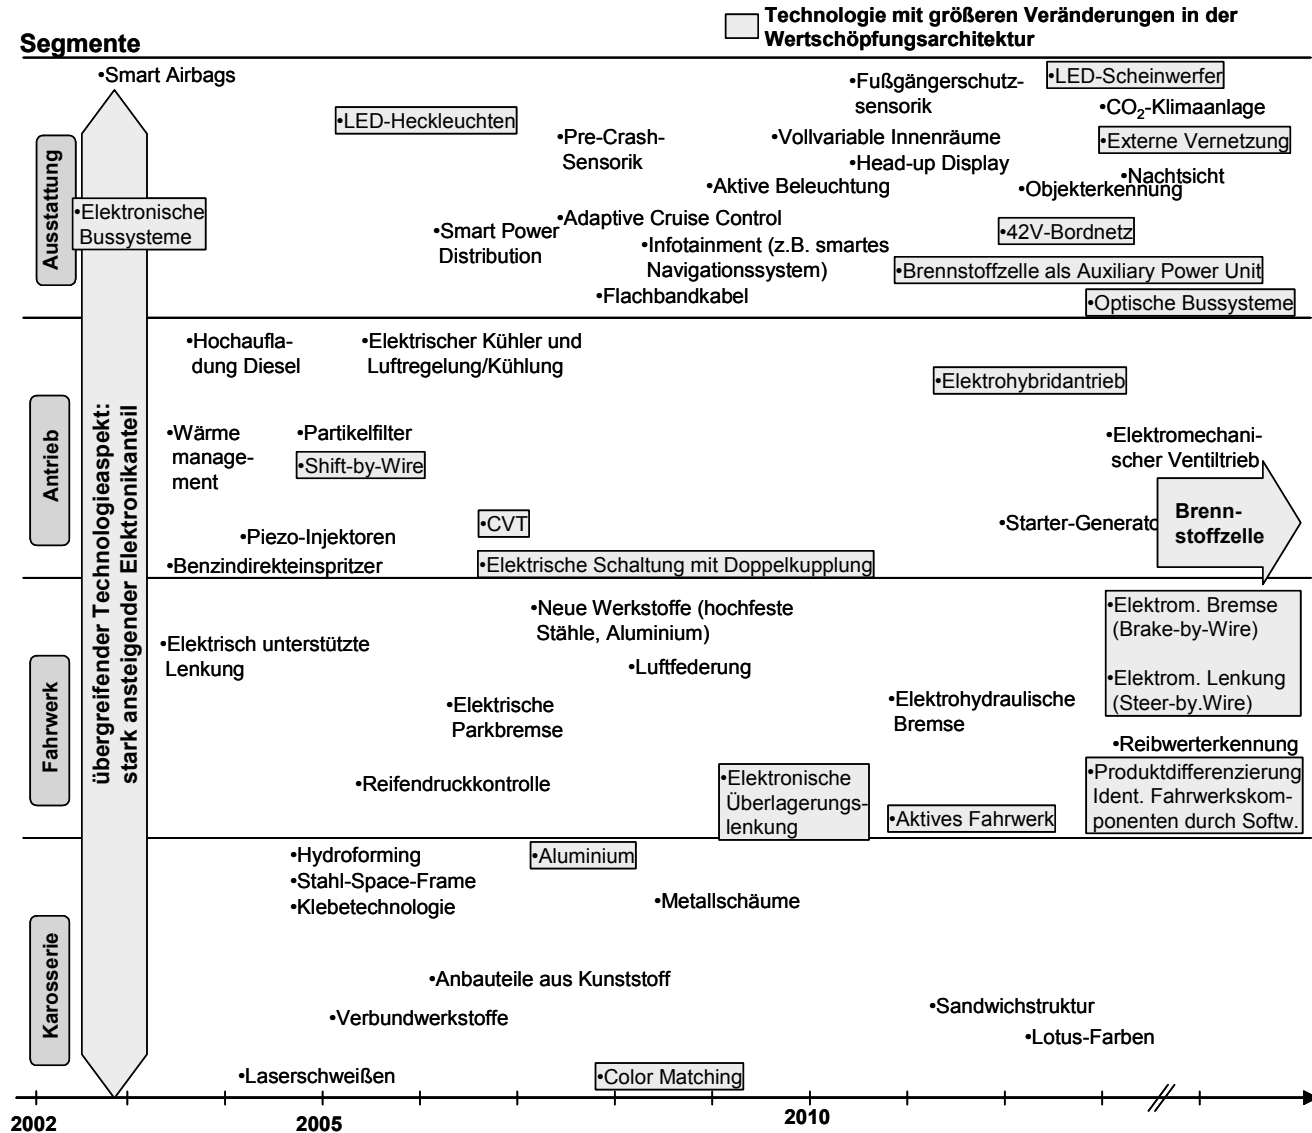 Technologie mit größeren Veränderungen in der
Wertschöpfungsarchitektur
Segmente
Ausstattung
•Smart Airbags
•LED-Heckleuchten
•Elektronische
Bussysteme
•Pre-Crash-
Sensorik
•Fußgängerschutz-
sensorik
•LED-Scheinwerfer
•CO₂-Klimaanlage
•Vollvariable Innenräume
•Externe Vernetzung
•Head-up Display
•Nachtsicht
•Aktive Beleuchtung
•Objekterkennung
•Adaptive Cruise Control
•Smart Power
Distribution
•42V-Bordnetz
•Infotainment (z.B. smartes
Navigationssystem)
•Brennstoffzelle als Auxiliary Power Unit
•Flachbandkabel
•Optische Bussysteme
übergreifender Technologieaspekt:
stark ansteigender Elektronikanteil
Antrieb
•Hochaufla-
dung Diesel
•Elektrischer Kühler und
Luftregelung/Kühlung
•Elektrohybridantrieb
•Wärme
manage-
ment
•Partikelfilter
•Shift-by-Wire
•Elektromechani-
scher Ventiltrieb
•CVT
•Starter-Generato
Brenn-
stoffzelle
•Piezo-Injektoren
•Benzindirekteinspritzer
•Elektrische Schaltung mit Doppelkupplung
Fahrwerk
•Neue Werkstoffe (hochfeste
Stähle, Aluminium)
•Elektrom. Bremse
(Brake-by-Wire)
•Elektrom. Lenkung
(Steer-by.Wire)
•Elektrisch unterstützte
Lenkung
•Luftfederung
•Elektrische
Parkbremse
•Elektrohydraulische
Bremse
•Reibwerterkennung
•Reifendruckkontrolle
•Elektronische
Überlagerungs-
lenkung
•Aktives Fahrwerk
•Produktdifferenzierung
Ident. Fahrwerkskom-
ponenten durch Softw.
Karosserie
•Hydroforming
•Stahl-Space-Frame
•Klebetechnologie
•Aluminium
•Metallschäume
•Anbauteile aus Kunststoff
•Verbundwerkstoffe
•Sandwichstruktur
•Lotus-Farben
•Laserschweißen
•Color Matching
2002
2005
2010